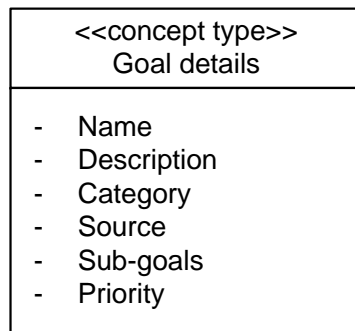 <<concept type>>
Goal details
- Name
- Description
- Category
- Source
- Sub-goals
- Priority